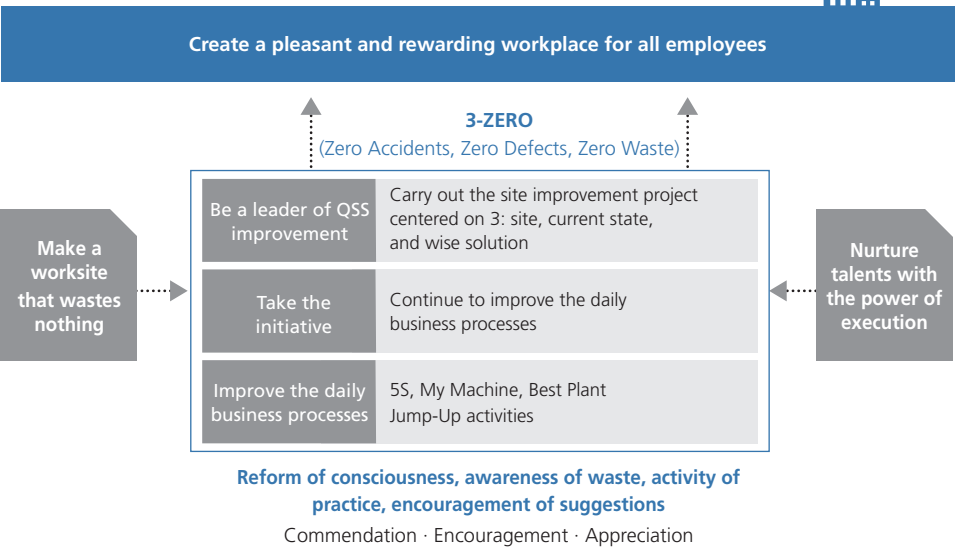 Create a pleasant and rewarding workplace for all employees
3-ZERO
(Zero Accidents, Zero Defects, Zero Waste)
Make a
worksite
that wastes
nothing
Be a leader of QSS
improvement
Carry out the site improvement project
centered on 3: site, current state,
and wise solution
Take the
initiative
Continue to improve the daily
business processes
Improve the daily
business processes
5S, My Machine, Best Plant
Jump-Up activities
Nurture
talents with
the power of
execution
Reform of consciousness, awareness of waste, activity of
practice, encouragement of suggestions
Commendation · Encouragement · Appreciation